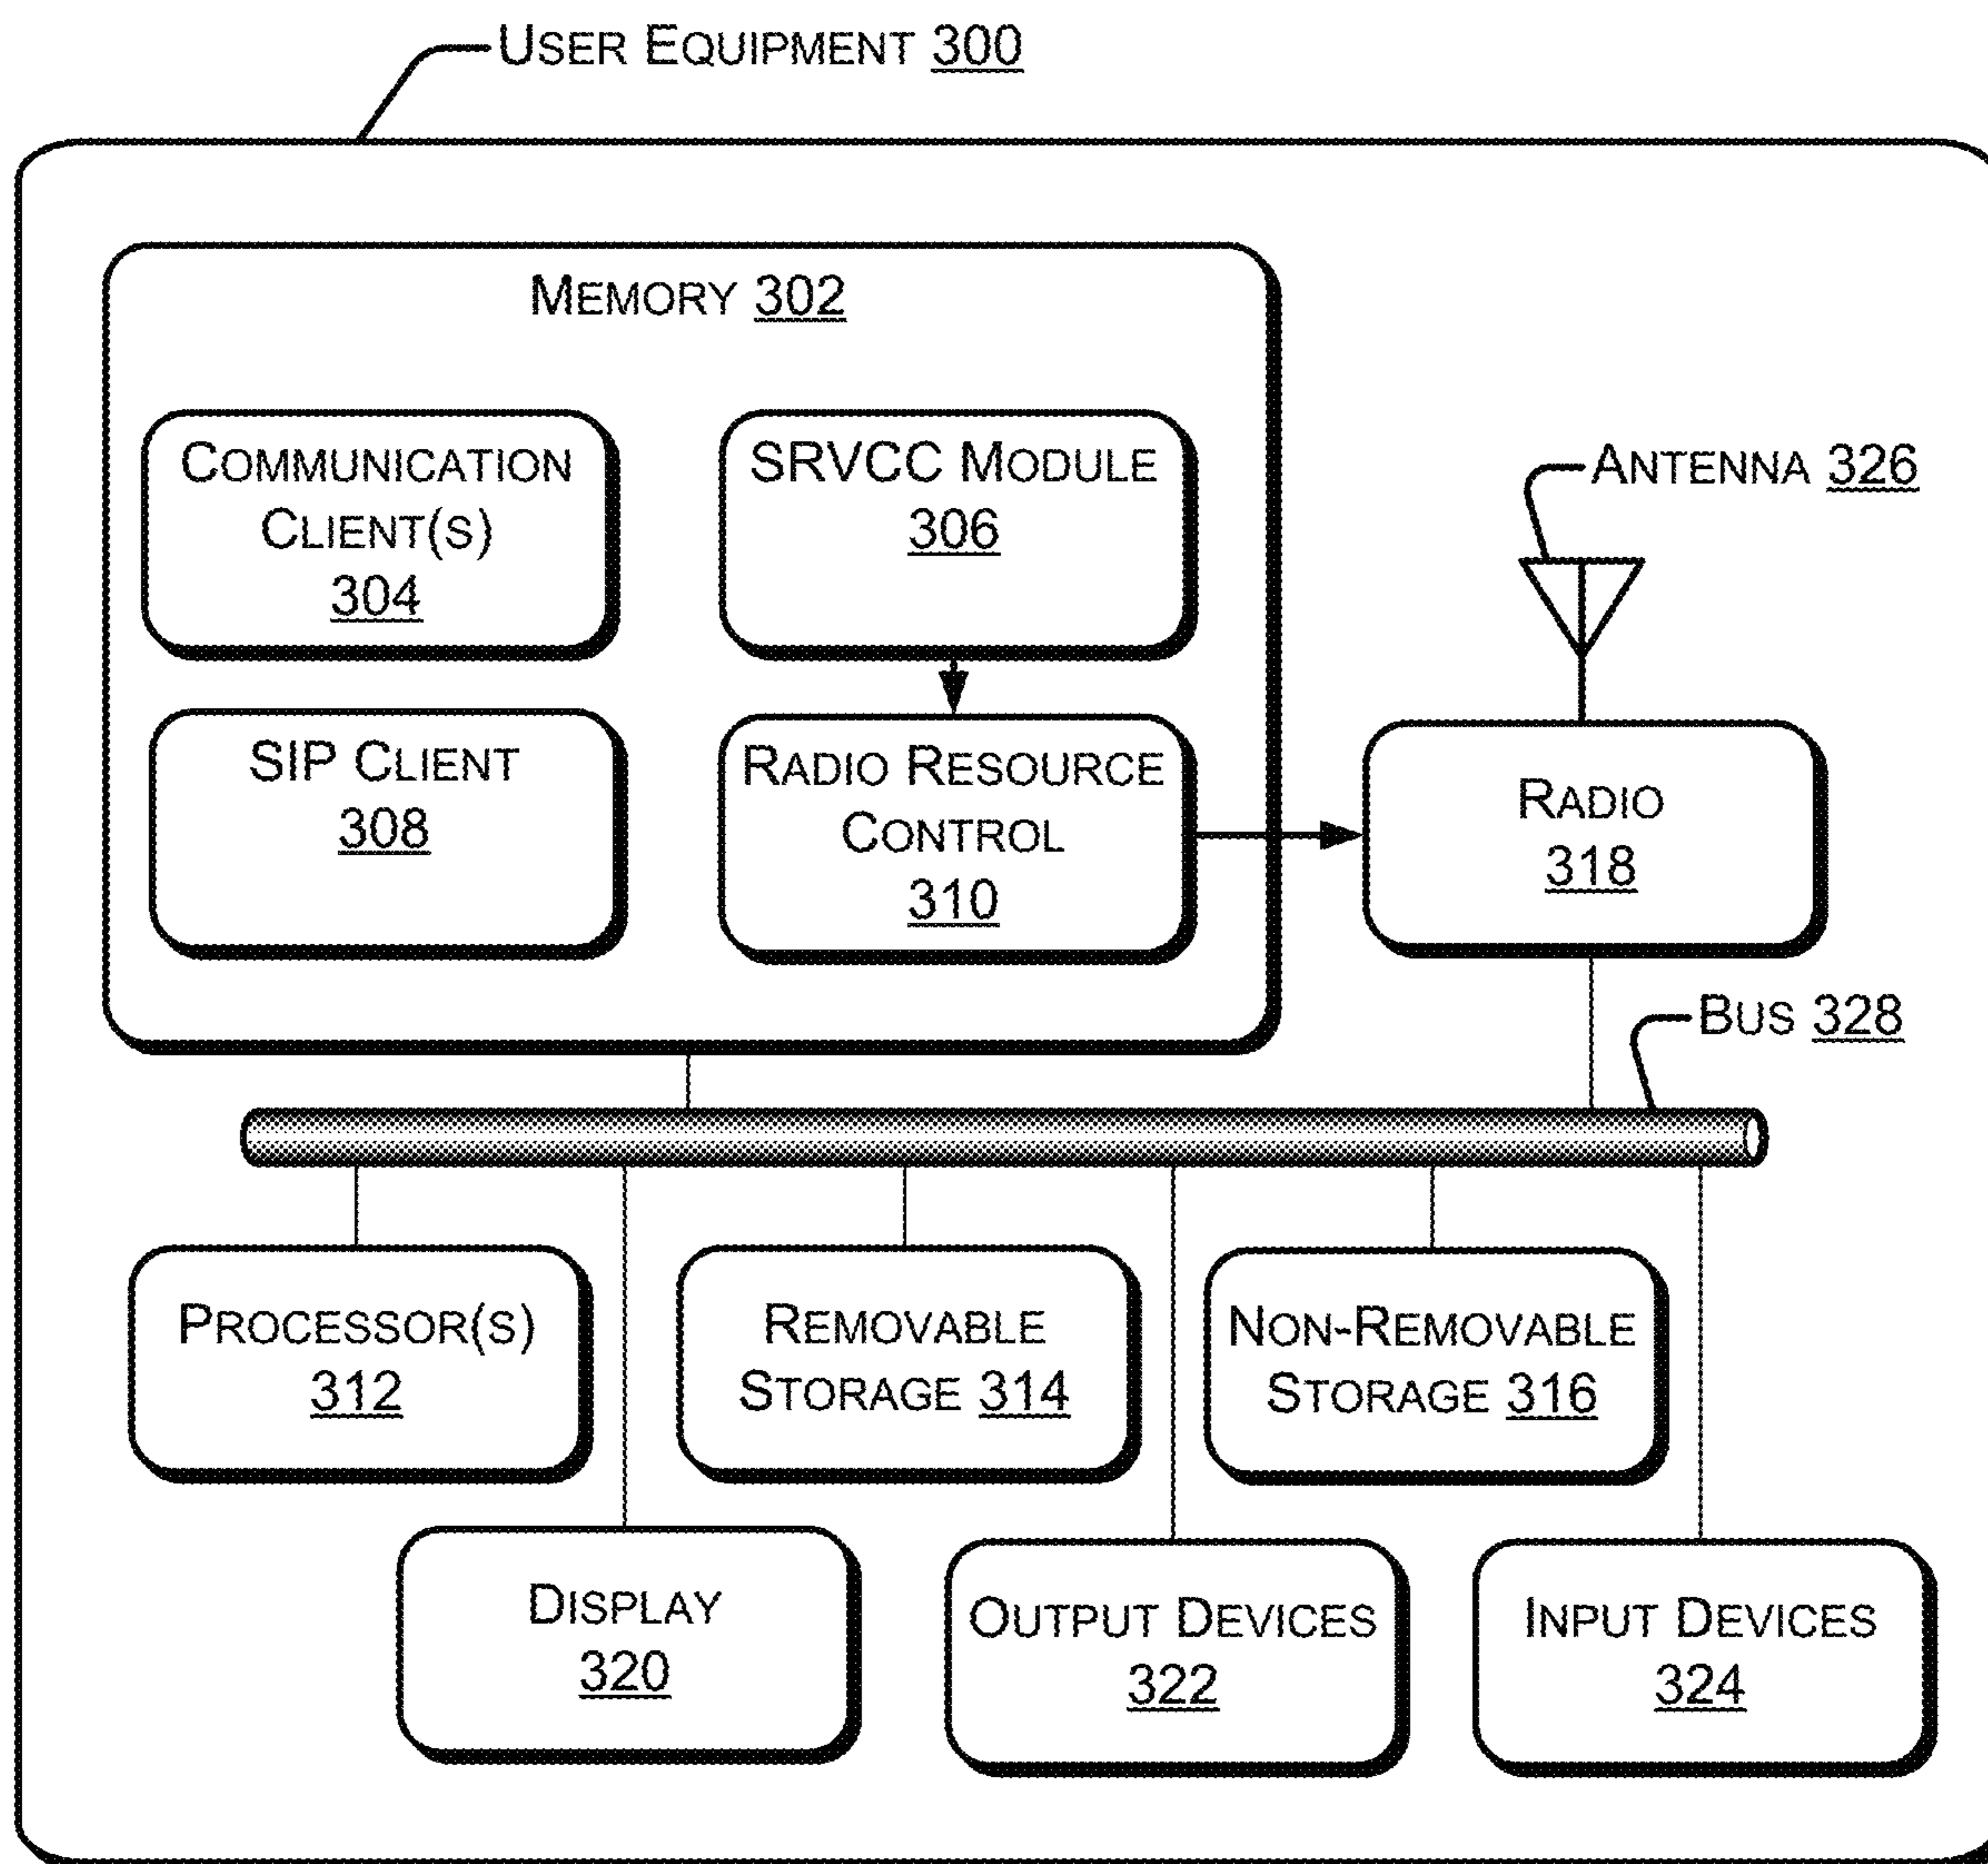 USER EQUIPMENT 300
MEMORY 302
COMMUNICATION
CLIENT(S)
304
SRVCC MODULE
306
SIP CLIENT
308
RADIO RESOURCE
CONTROL
310
ANTENNA 326
RADIO
318
BUS 328
PROCESSOR(S)
312
REMOVABLE
STORAGE 314
NON-REMOVABLE
STORAGE 316
DISPLAY
320
OUTPUT DEVICES
322
INPUT DEVICES
324